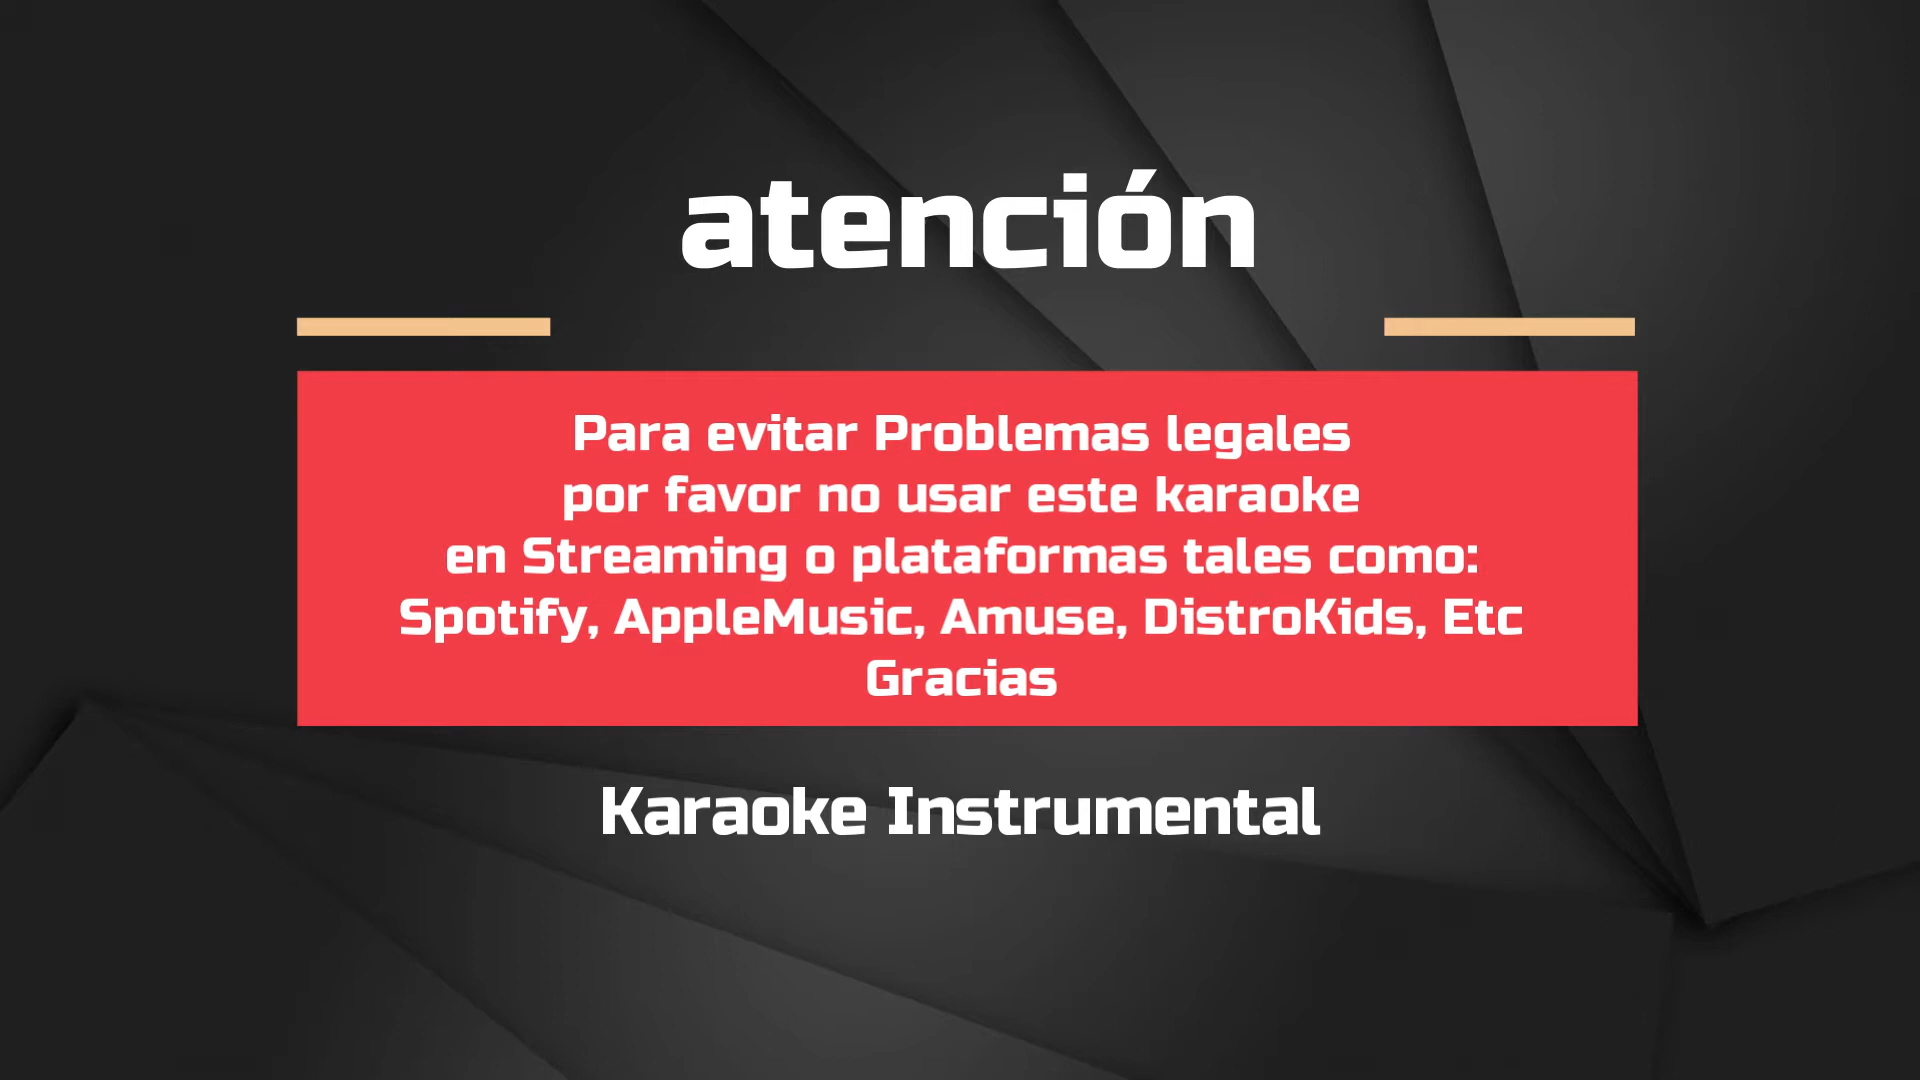 atención
Para evitar Problemas legales
por favor no usar este karaoke
en Streaming o plataformas tales como:
Spotify, AppleMusic, Amuse, DistroKids, Etc
Gracias
Karaoke Instrumental